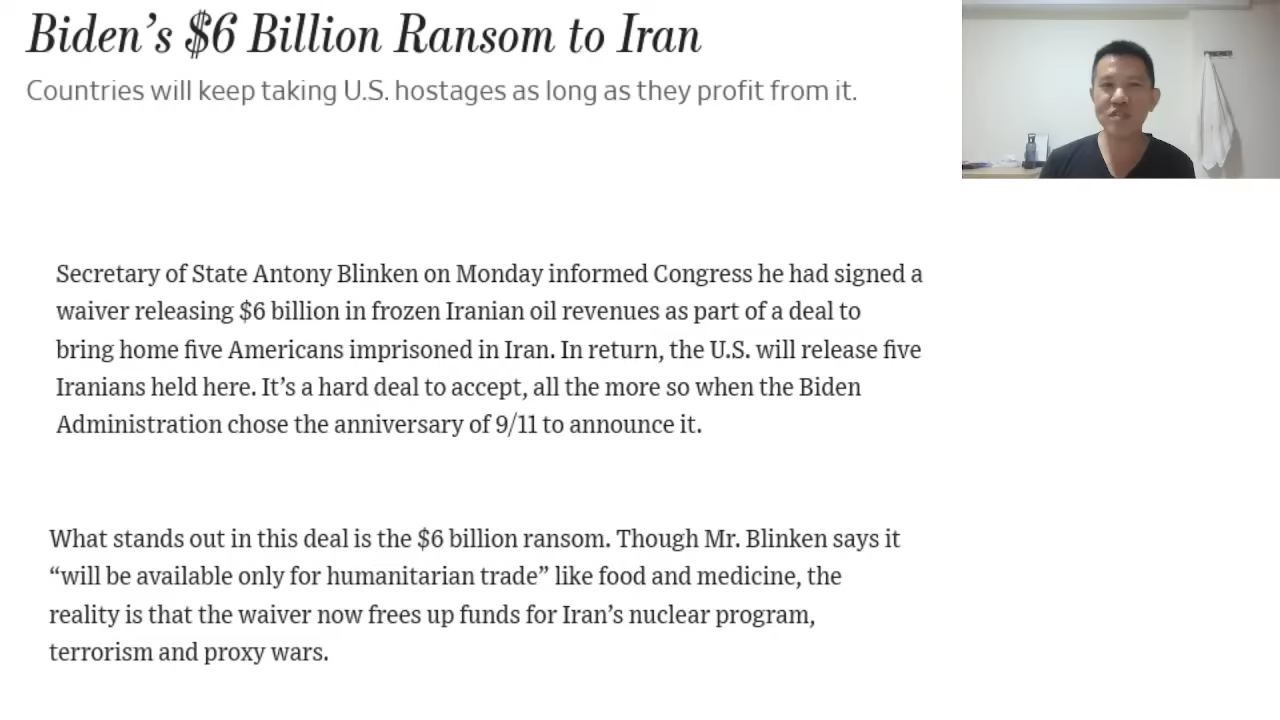 Biden’s $6 Billion Ransom to Iran
Countries will keep taking U.S. hostages as long as they profit from it.
Secretary of State Antony Blinken on Monday informed Congress he had signed a
waiver releasing $6 billion in frozen Iranian oil revenues as part of a deal to
bring home five Americans imprisoned in Iran. In return, the U.S. will release five
Iranians held here. It’s a hard deal to accept, all the more so when the Biden
Administration chose the anniversary of 9/11 to announce it.
What stands out in this deal is the $6 billion ransom. Though Mr. Blinken says it
“will be available only for humanitarian trade” like food and medicine, the
reality is that the waiver now frees up funds for Iran’s nuclear program,
terrorism and proxy wars.